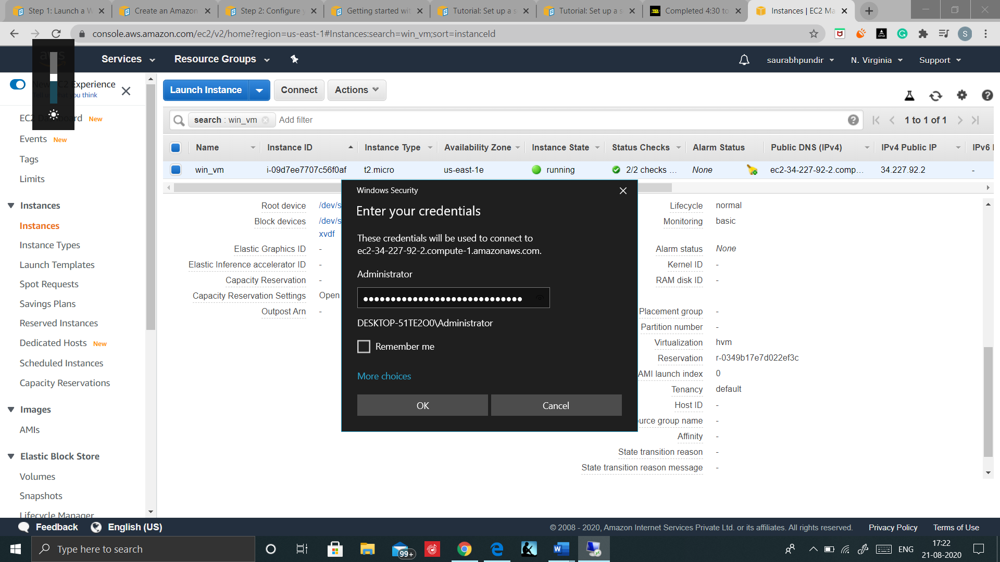 Step 1: Launch a W
Create an Amazon
Step 2: Configure y
Getting started wit
Tutorial: Set up a s
Tutorial: Set up a s
Completed 4:30 to
Instances | EC2 Ma
console.aws.amazon.com/ec2/v2/home?region=us-east-1#Instances:search=win_vm;sort=instanceId
S
aws
Services
Resource Groups
saurabhpundir
N. Virginia
Support
New EC2 Experience
Tell us what you think
Launch Instance
Connect
Actions
search : win_vm
Add filter
1 to 1 of 1
Name
Instance ID
Instance Type
Availability Zone
Instance State
Status Checks
Alarm Status
Public DNS (IPv4)
IPv4 Public IP
IPv6
win_vm
i-09d7ee7707c56f0af
t2.micro
us-east-1e
running
2/2 checks ...
None
ec2-34-227-92-2.comp...
34.227.92.2
-
EC2 Dashboard New
Events New
Tags
Limits
Instances
Instances
Instance Types
Launch Templates
Spot Requests
Savings Plans
Reserved Instances
Dedicated Hosts New
Scheduled Instances
Capacity Reservations
Images
AMIs
Elastic Block Store
Volumes
Snapshots
Lifecycle Manager
Root device /dev/s
Block devices /dev/s
xvdf
Elastic Graphics ID -
Elastic Inference accelerator ID -
Capacity Reservation -
Capacity Reservation Settings Open
Outpost Arn -
Windows Security
Enter your credentials
These credentials will be used to connect to
ec2-34-227-92-2.compute-1.amazonaws.com.
Administrator
DESKTOP-51TE2O0\Administrator
Remember me
More choices
OK
Cancel
Lifecycle normal
Monitoring basic
Alarm status None
Kernel ID -
RAM disk ID -
Placement group -
Partition number -
Virtualization hvm
Reservation r-0349b17e7d022ef3c
AMI launch index 0
Tenancy default
Host ID -
ource group name -
Affinity -
State transition reason -
State transition reason message -
Feedback
English (US)
© 2008 - 2020, Amazon Internet Services Private Ltd. or its affiliates. All rights reserved.
Privacy Policy
Terms of Use
Type here to search
99+
ENG
17:22
21-08-2020